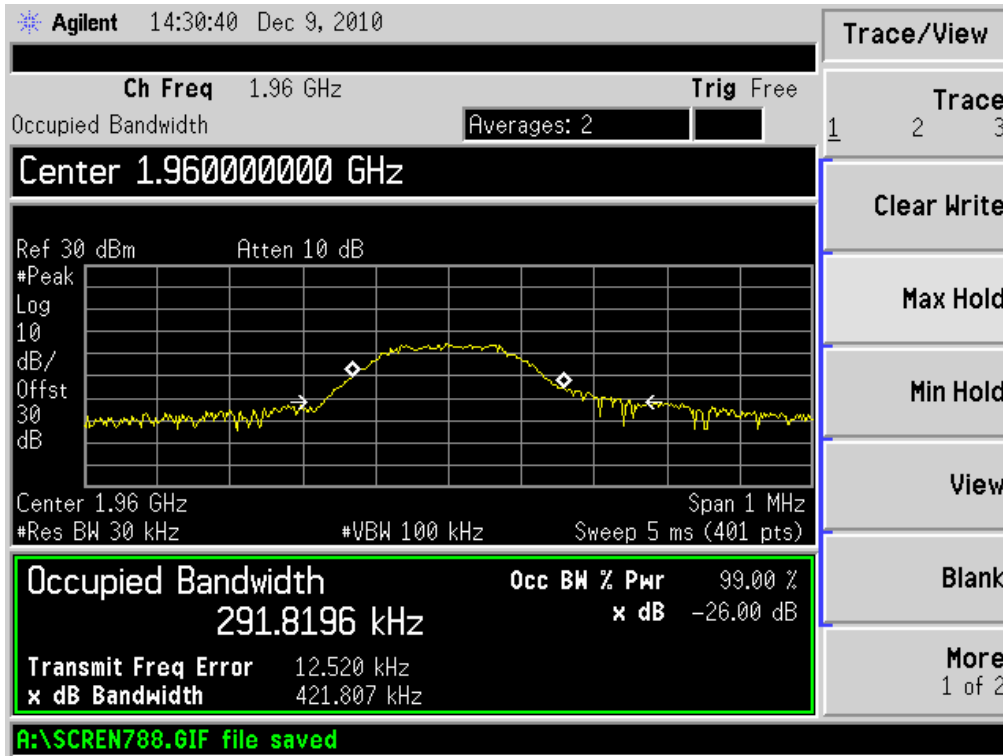 Agilent 14:30:40 Dec 9, 2010
Trace/View
Ch Freq 1.96 GHz Trig Free
Occupied Bandwidth Averages: 2
Center 1.960000000 GHz
Ref 30 dBm Atten 10 dB
#Peak
Log
10
dB/
Offst
30
dB
Center 1.96 GHz Span 1 MHz
#Res BW 30 kHz #VBW 100 kHz Sweep 5 ms (401 pts)
Occupied Bandwidth Occ BW % Pwr 99.00 %
291.8196 kHz x dB -26.00 dB
Transmit Freq Error 12.520 kHz
x dB Bandwidth 421.807 kHz
A:\SCREN788.GIF file saved
Trace
1 2 3
Clear Write
Max Hold
Min Hold
View
Blank
More
1 of 2